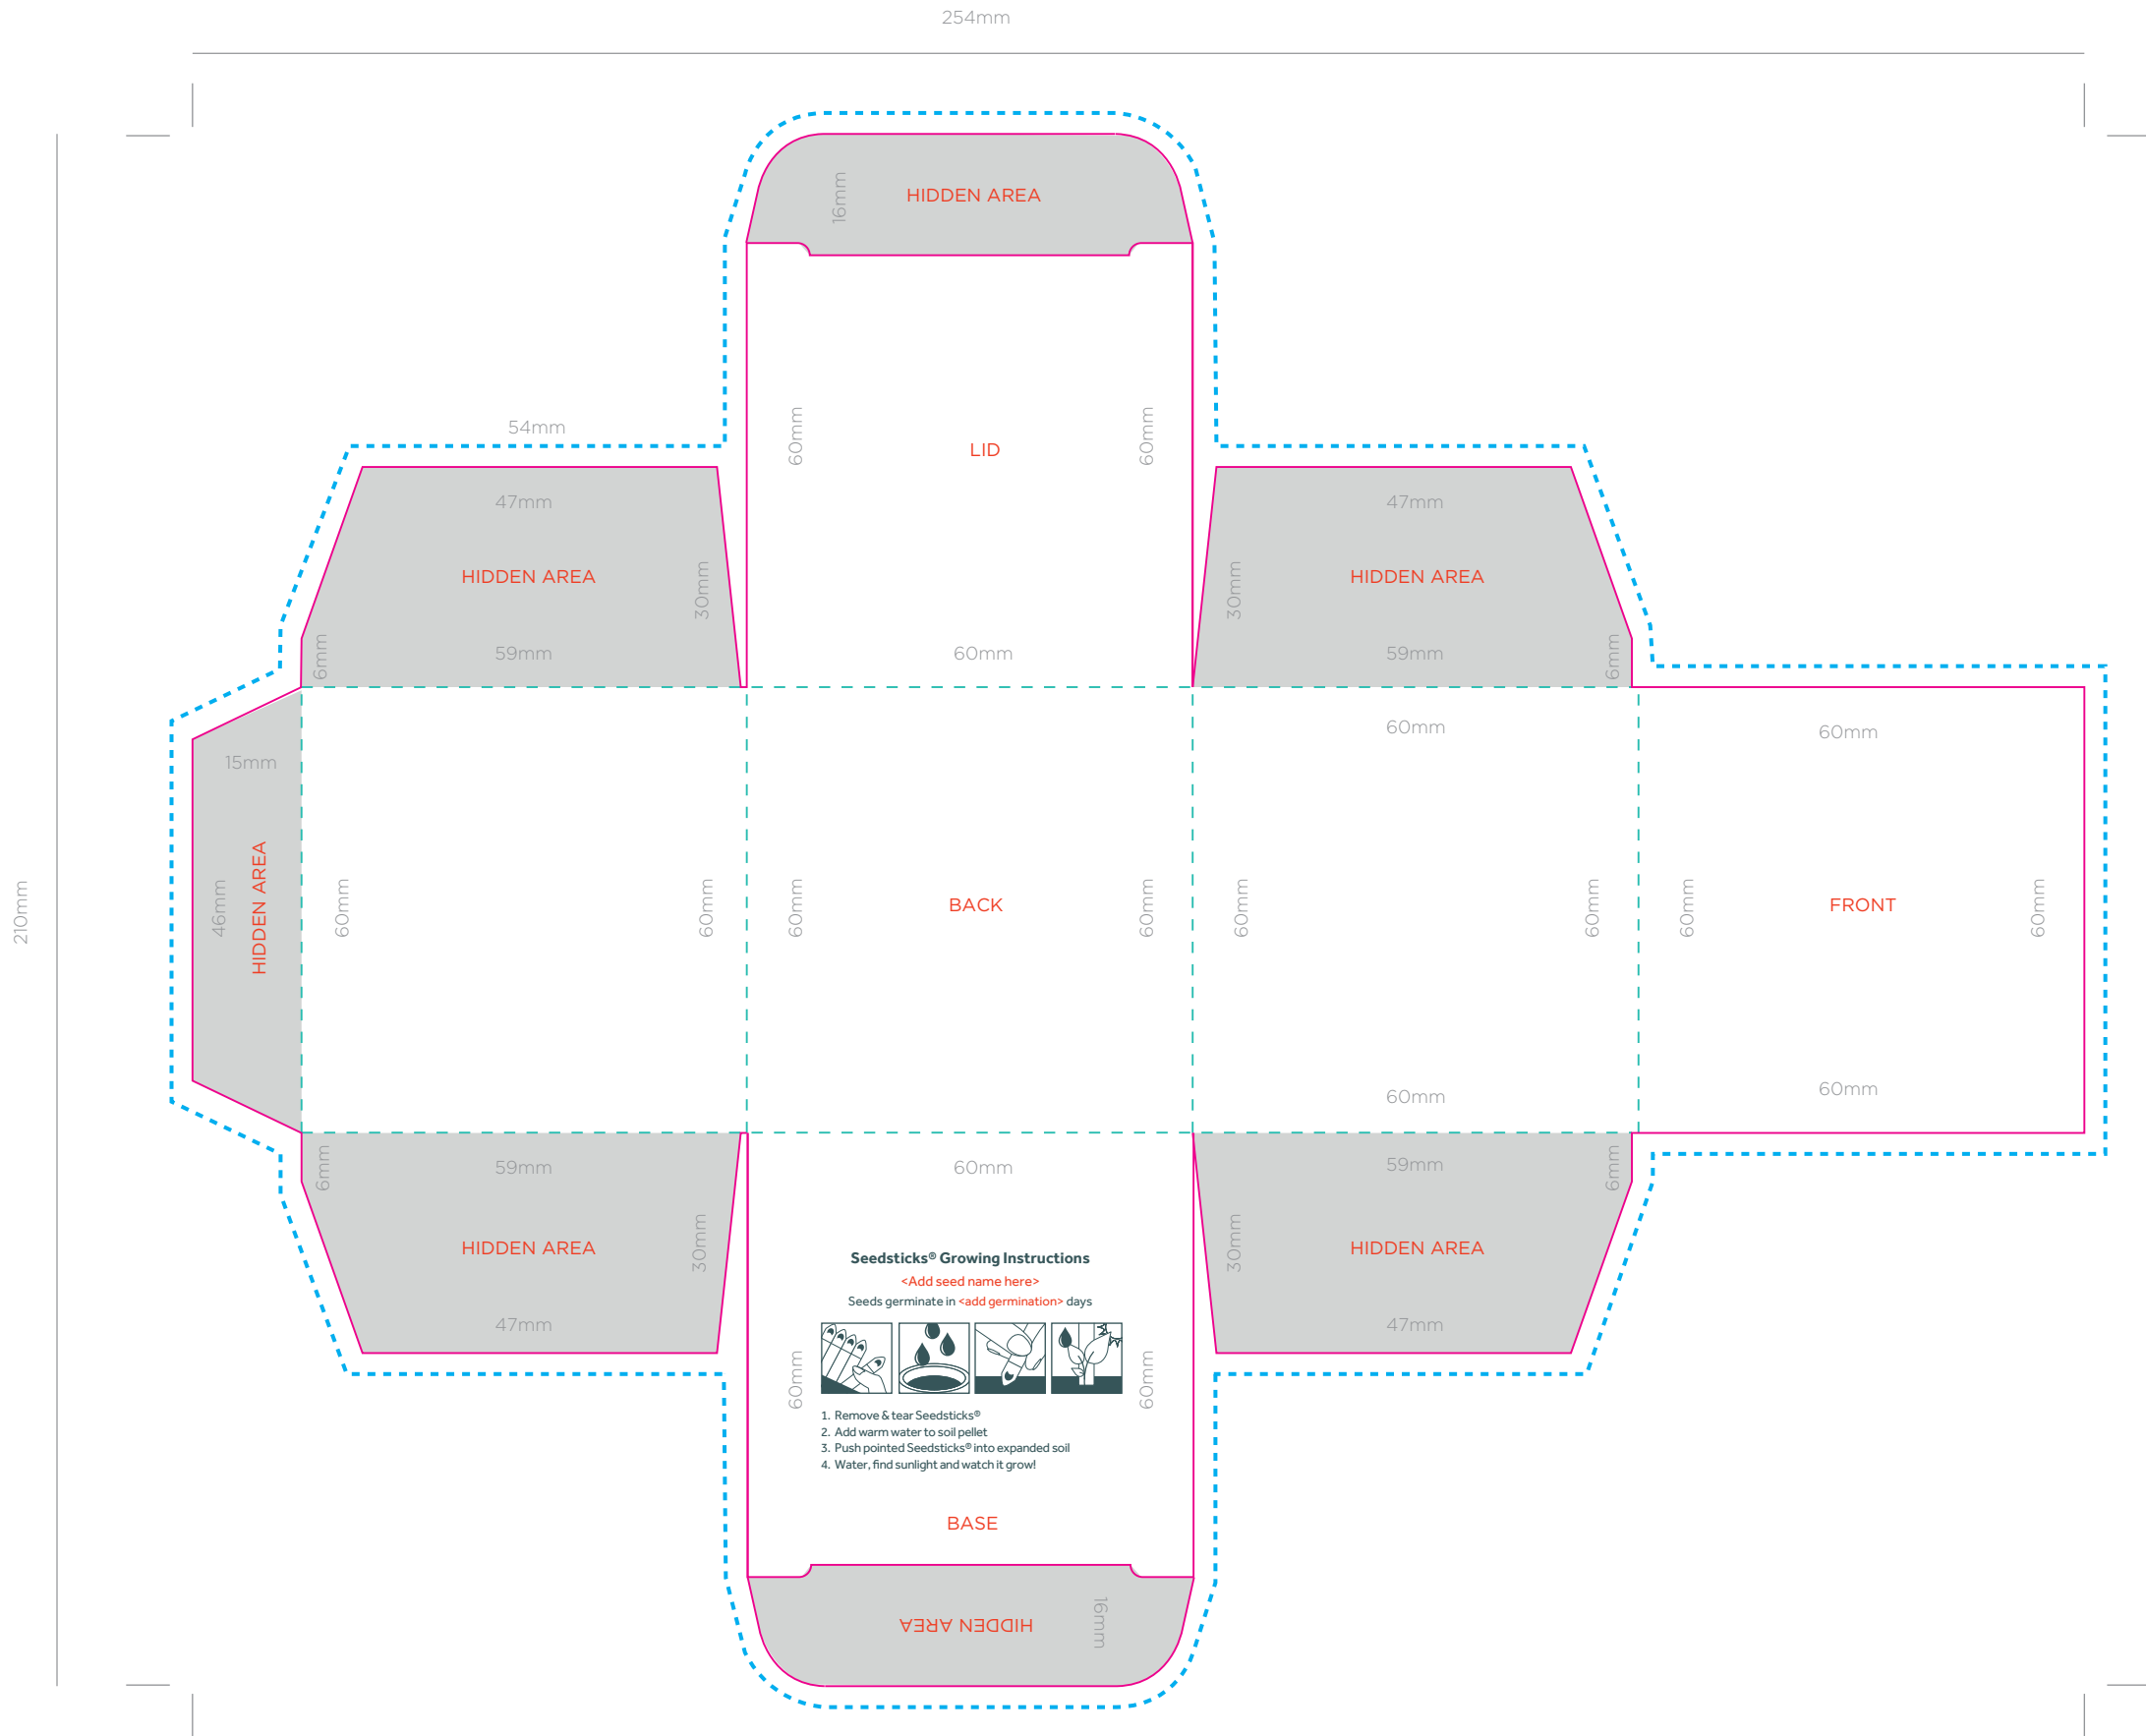 254mm
HIDDEN AREA
16mm
54mm
60mm
LID
60mm
47mm
47mm
HIDDEN AREA
30mm
30mm
HIDDEN AREA
6mm
59mm
60mm
59mm
6mm
60mm
60mm
15mm
210mm
46mm
HIDDEN AREA
60mm
60mm
60mm
BACK
60mm
60mm
60mm
60mm
FRONT
60mm
60mm
60mm
6mm
59mm
60mm
59mm
6mm
HIDDEN AREA
30mm
30mm
HIDDEN AREA
47mm
47mm
Seedsticks® Growing Instructions
<Add seed name here>
Seeds germinate in <add germination> days
60mm
60mm
1. Remove & tear Seedsticks®
2. Add warm water to soil pellet
3. Push pointed Seedsticks® into expanded soil
4. Water, find sunlight and watch it grow!
BASE
HIDDEN AREA
16mm